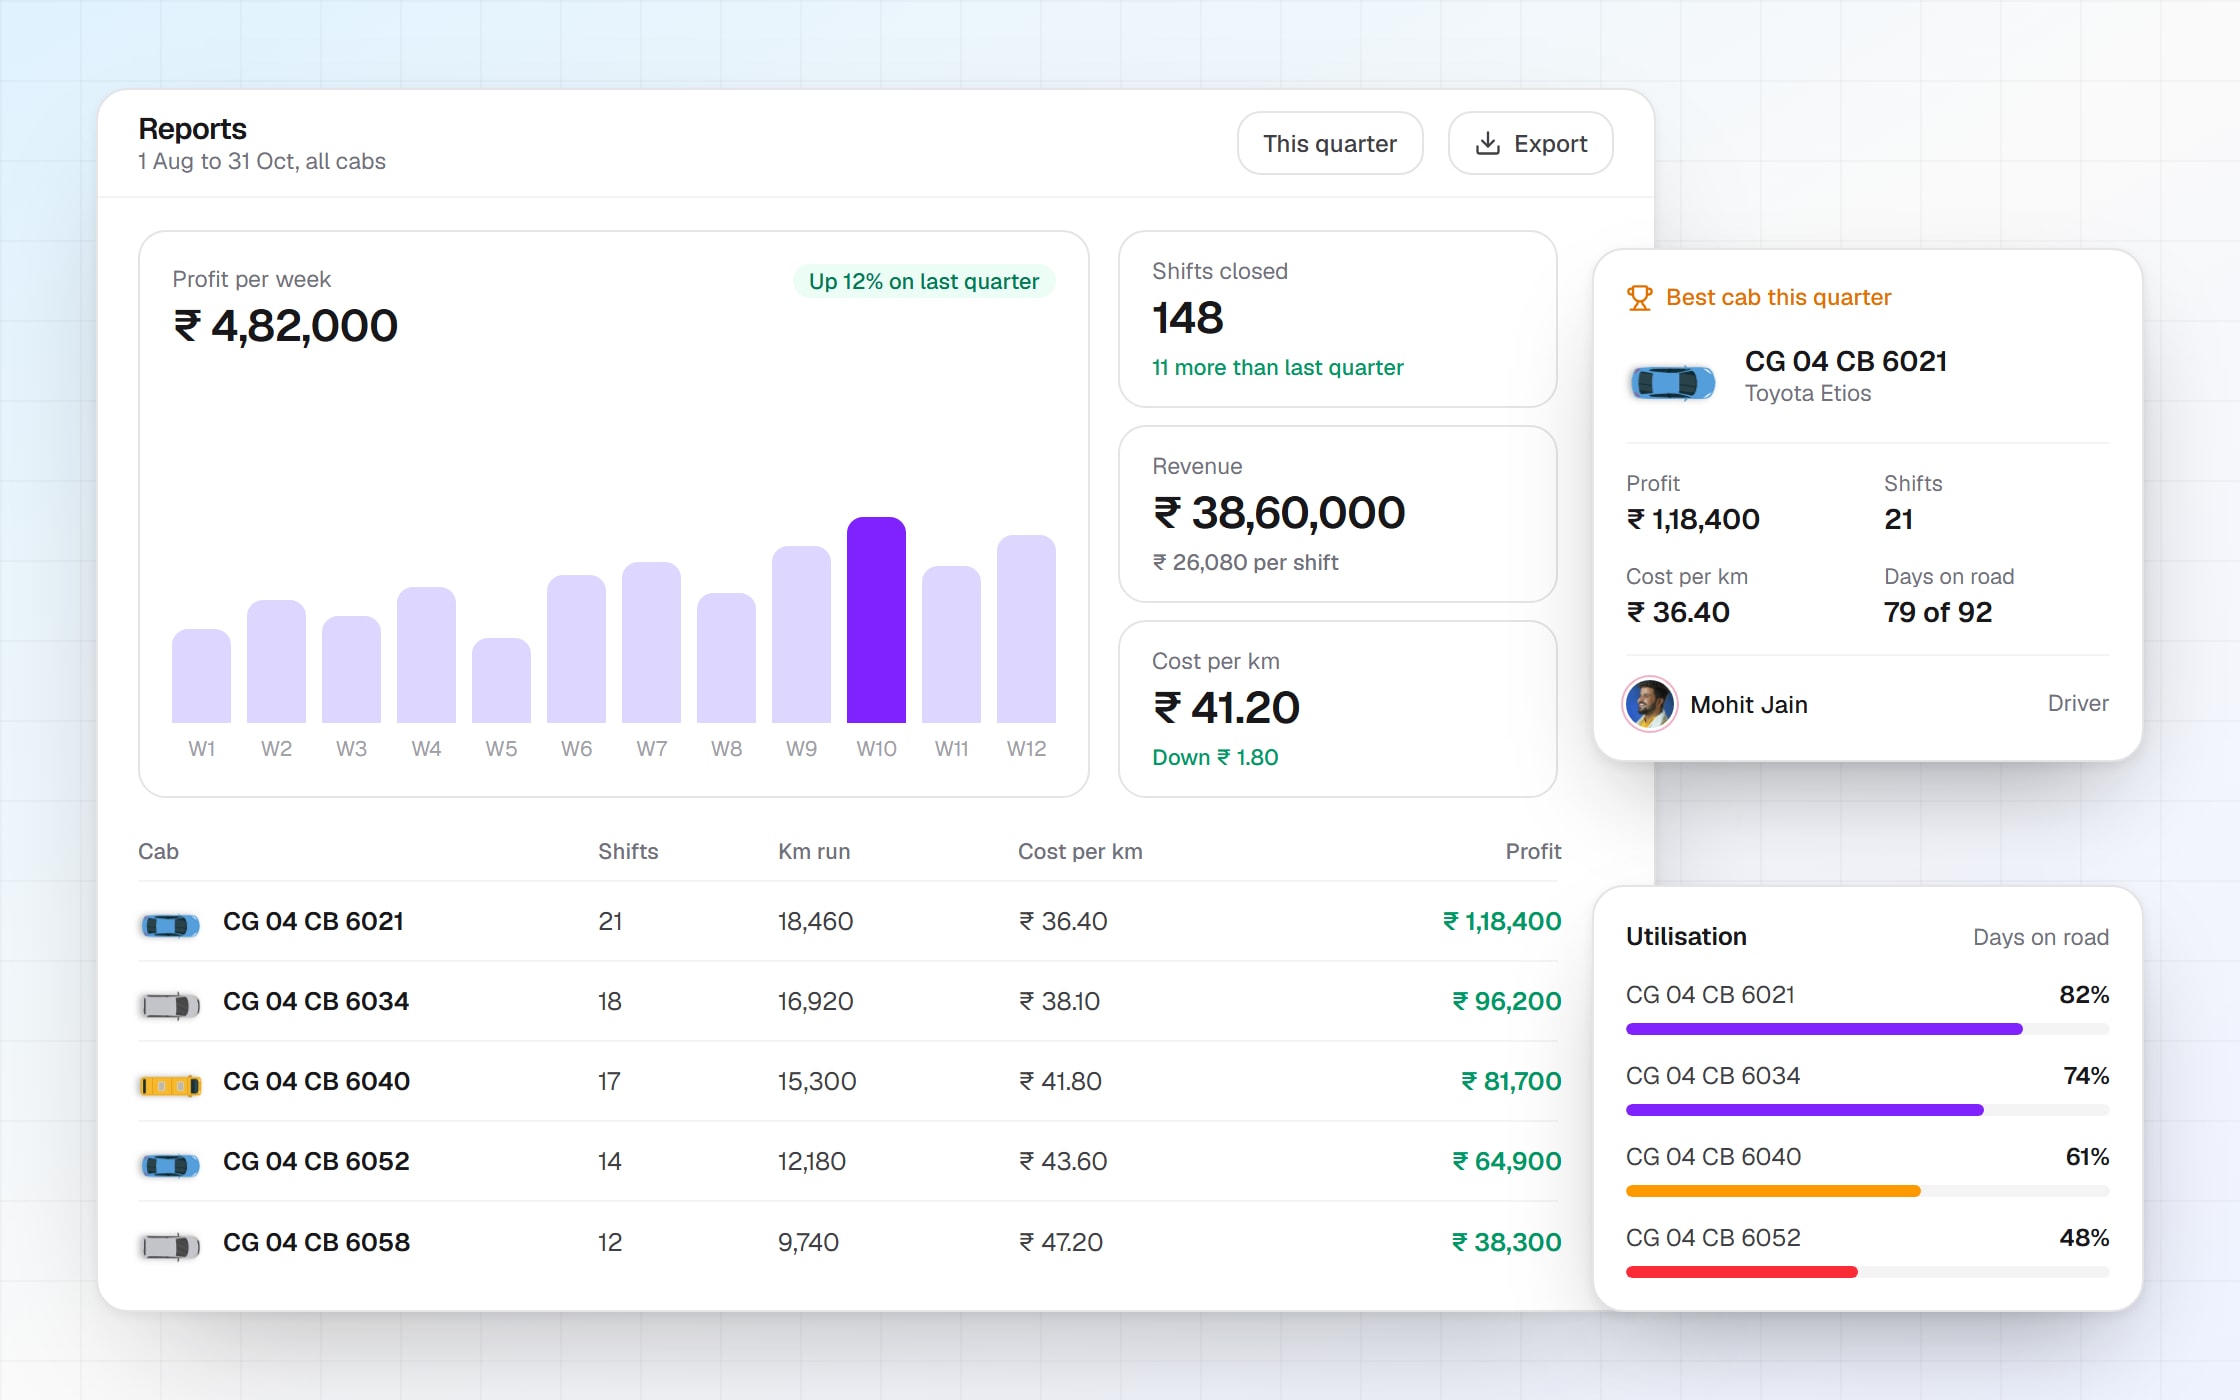 Reports
1 Aug to 31 Oct, all cabs
This quarter
Export
Profit per week
₹ 4,82,000
Up 12% on last quarter
W1 W2 W3 W4 W5 W6 W7 W8 W9 W10 W11 W12
Shifts closed
148
11 more than last quarter
Revenue
₹ 38,60,000
₹ 26,080 per shift
Cost per km
₹ 41.20
Down ₹ 1.80
Cab Shifts Km run Cost per km Profit
CG 04 CB 6021 21 18,460 ₹ 36.40 ₹ 1,18,400
CG 04 CB 6034 18 16,920 ₹ 38.10 ₹ 96,200
CG 04 CB 6040 17 15,300 ₹ 41.80 ₹ 81,700
CG 04 CB 6052 14 12,180 ₹ 43.60 ₹ 64,900
CG 04 CB 6058 12 9,740 ₹ 47.20 ₹ 38,300
Best cab this quarter
CG 04 CB 6021
Toyota Etios
Profit Shifts
₹ 1,18,400 21
Cost per km Days on road
₹ 36.40 79 of 92
Mohit Jain Driver
Utilisation Days on road
CG 04 CB 6021 82%
CG 04 CB 6034 74%
CG 04 CB 6040 61%
CG 04 CB 6052 48%